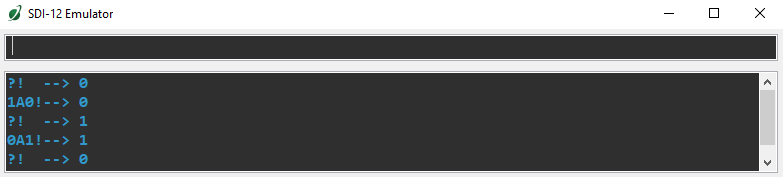 SDI-12 Emulator
?!  --> 0
1A0!--> 0
?!  --> 1
0A1!--> 1
?!  --> 0